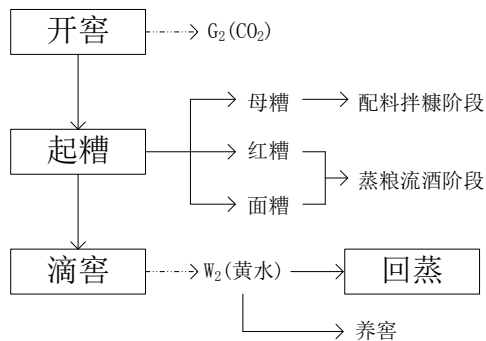 开窖
G₂(CO₂)
母糟
配料拌糠阶段
起糟
红糟
蒸粮流酒阶段
面糟
滴窖
W₂(黄水)
回蒸
养窖